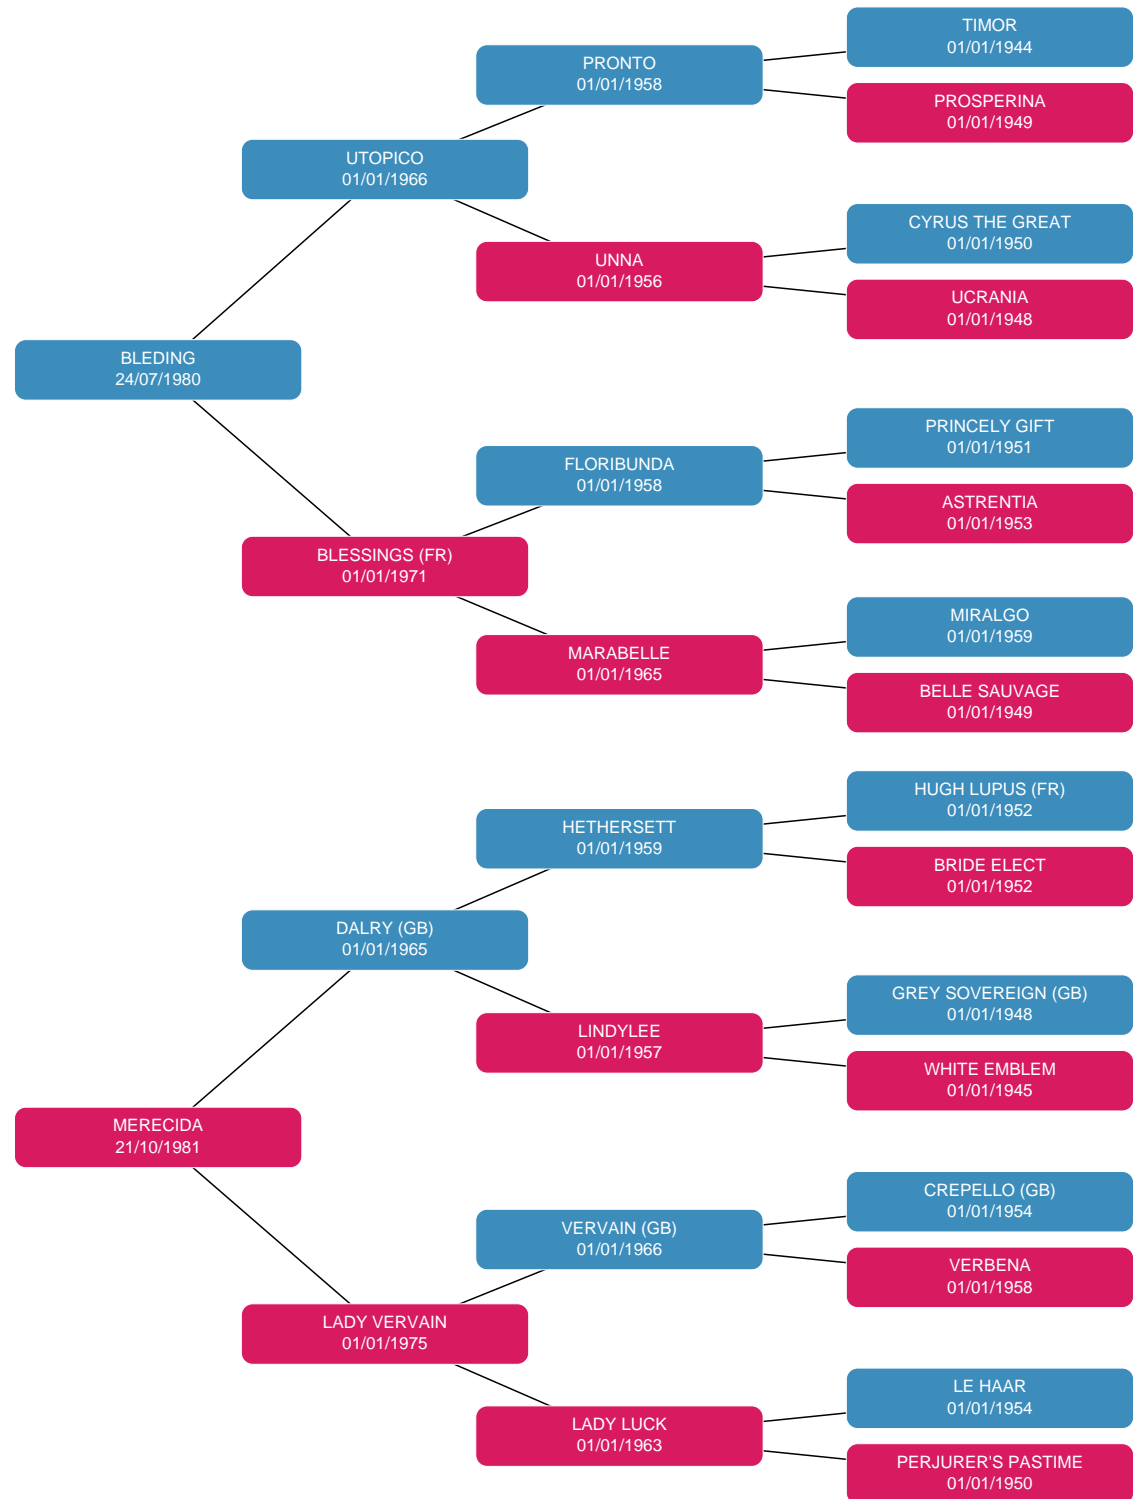 TIMOR
01/01/1944
PRONTO
01/01/1958
PROSPERINA
01/01/1949
UTOPICO
01/01/1966
CYRUS THE GREAT
01/01/1950
UNNA
01/01/1956
UCRANIA
01/01/1948
BLEDING
24/07/1980
PRINCELY GIFT
01/01/1951
FLORIBUNDA
01/01/1958
ASTRENTIA
01/01/1953
BLESSINGS (FR)
01/01/1971
MIRALGO
01/01/1959
MARABELLE
01/01/1965
BELLE SAUVAGE
01/01/1949
HUGH LUPUS (FR)
01/01/1952
HETHERSETT
01/01/1959
BRIDE ELECT
01/01/1952
DALRY (GB)
01/01/1965
GREY SOVEREIGN (GB)
01/01/1948
LINDYLEE
01/01/1957
WHITE EMBLEM
01/01/1945
MERECIDA
21/10/1981
CREPELLO (GB)
01/01/1954
VERVAIN (GB)
01/01/1966
VERBENA
01/01/1958
LADY VERVAIN
01/01/1975
LE HAAR
01/01/1954
LADY LUCK
01/01/1963
PERJURER'S PASTIME
01/01/1950